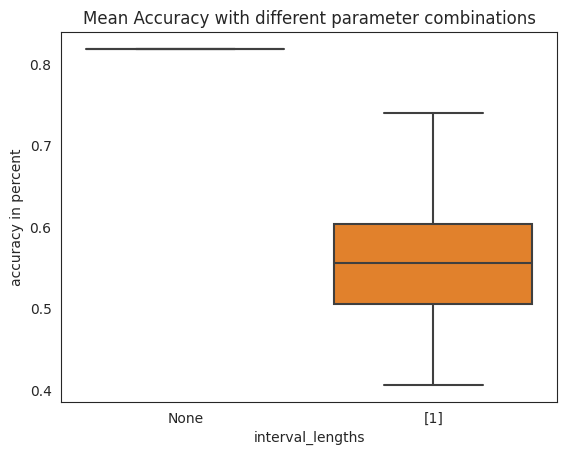 Mean Accuracy with different parameter combinations
accuracy in percent
0.8
0.7
0.6
0.5
0.4
None
[1]
interval_lengths